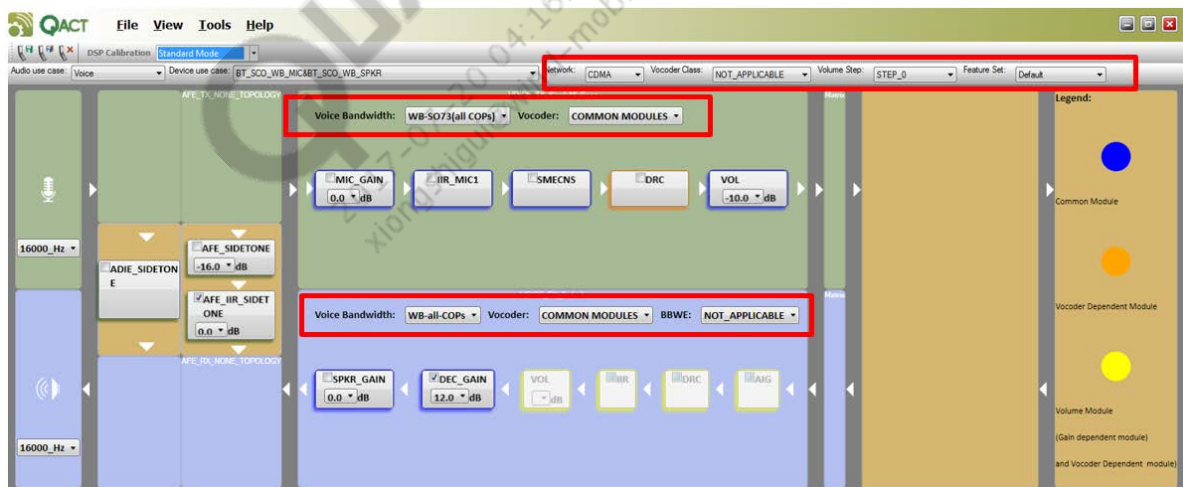 QACT File View Tools Help
DSP Calibration Standard Mode
Audio use case: Voice Device use case: BT_SCO_WB_MIC&BT_SCO_WB_SPKR Network: CDMA Vocoder Class: NOT_APPLICABLE Volume Step: STEP_0 Feature Set: Default
AFE_TX_NONE_TOPOLOGY
Matrix
Legend:
Voice Bandwidth: WB-SO73(all COPs) Vocoder: COMMON MODULES
MIC_GAIN IIR_MIC1 SMECNS DRC VOL
0.0 dB -10.0 dB
Common Module
16000_Hz
AFE_SIDETONE
-16.0 dB
ADIE_SIDETON
E
AFE_IIR_SIDET
ONE
0.0 dB
Matrix
Voice Bandwidth: WB-all-COPs Vocoder: COMMON MODULES BBWE: NOT_APPLICABLE
Vocoder Dependent Module
AFE_RX_NONE_TOPOLOGY
SPKR_GAIN DEC_GAIN VOL IIR DRC AIG
0.0 dB 12.0 dB dB
Volume Module
(Gain dependent module)
and Vocoder Dependent module)
16000_Hz